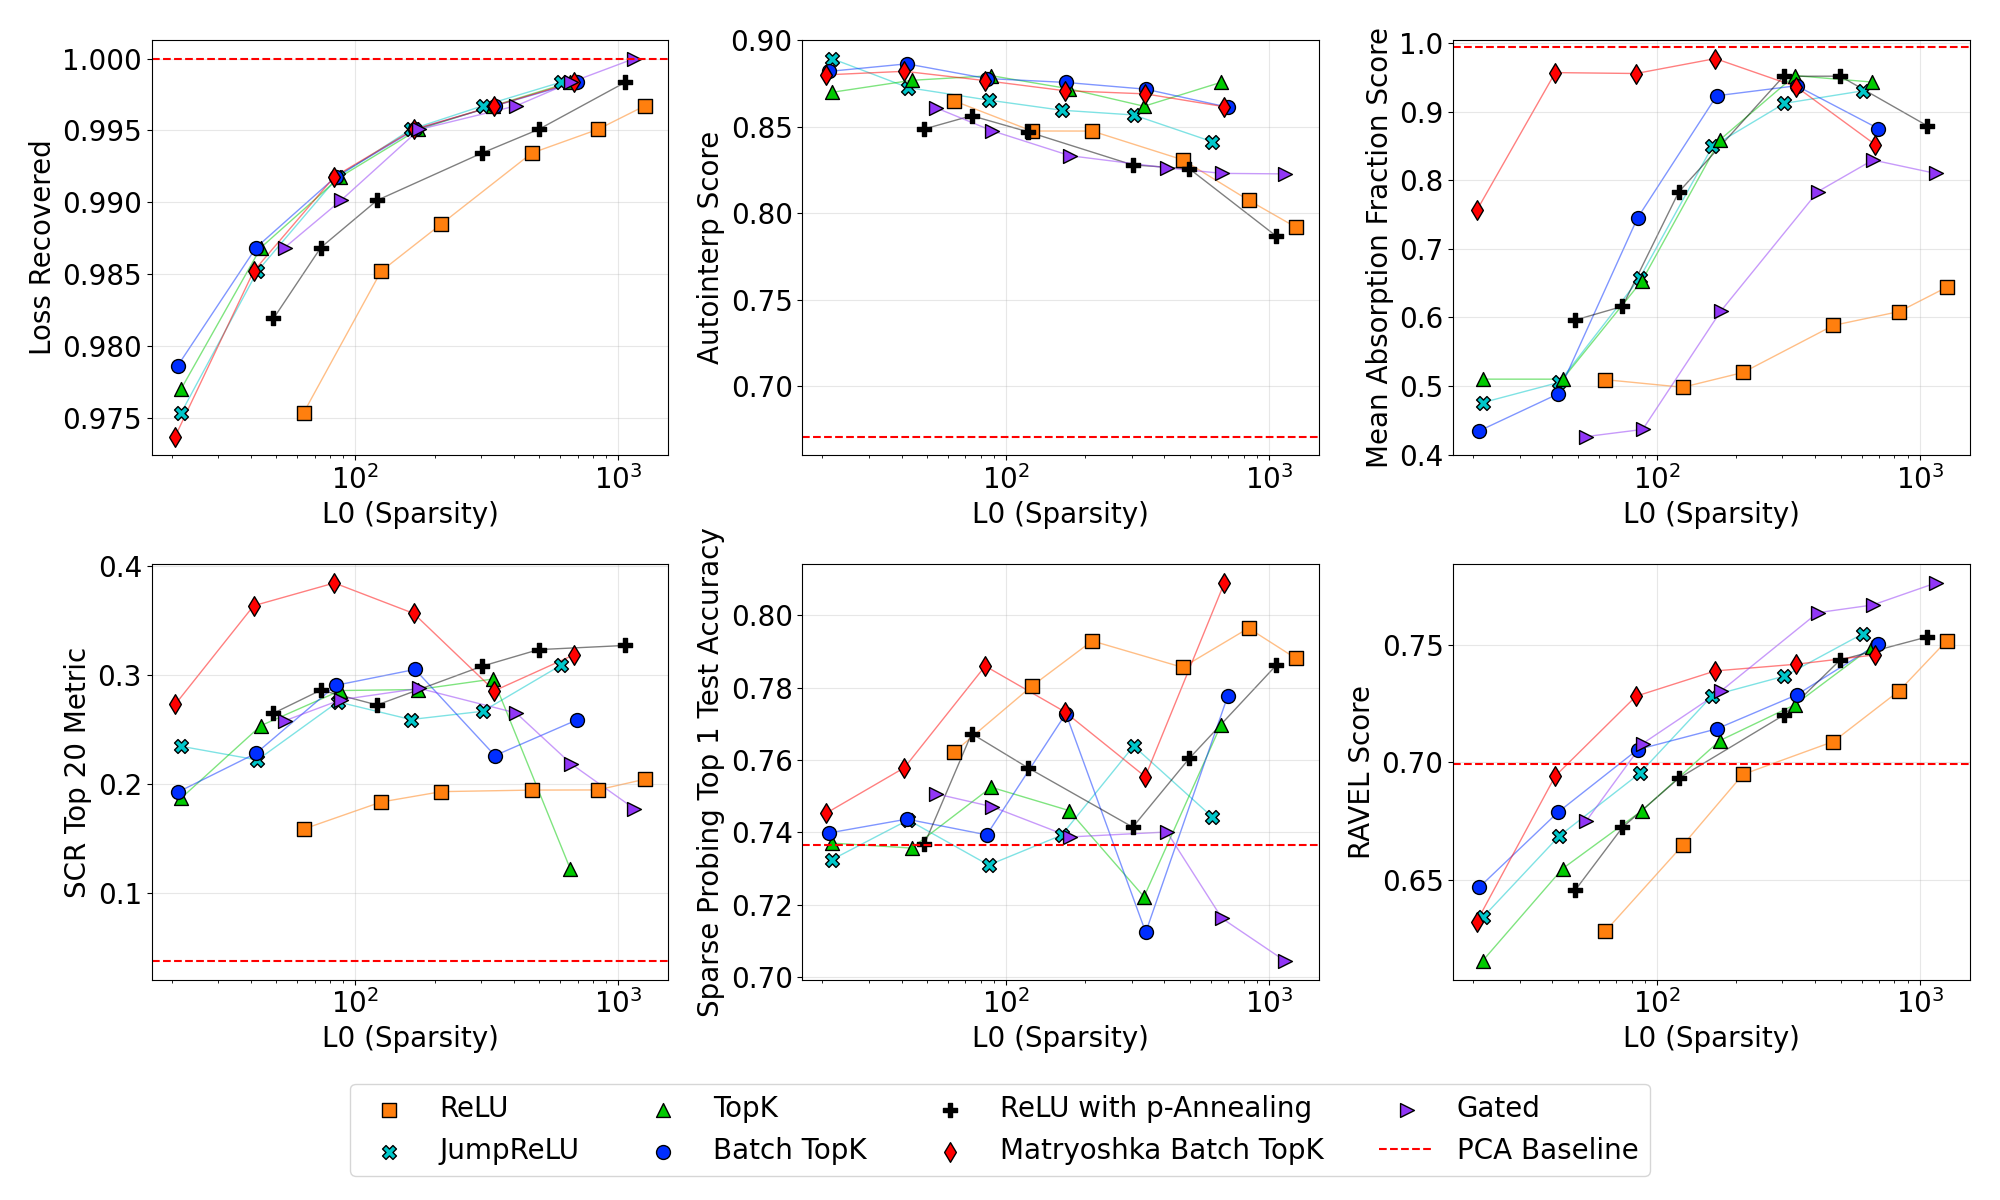 Loss Recovered
1.000
0.995
0.990
0.985
0.980
0.975
10²
10³
L0 (Sparsity)
Autointerp Score
0.90
0.85
0.80
0.75
0.70
10²
10³
L0 (Sparsity)
Mean Absorption Fraction Score
1.0
0.9
0.8
0.7
0.6
0.5
0.4
10²
10³
L0 (Sparsity)
SCR Top 20 Metric
0.4
0.3
0.2
0.1
10²
10³
L0 (Sparsity)
Sparse Probing Top 1 Test Accuracy
0.80
0.78
0.76
0.74
0.72
0.70
10²
10³
L0 (Sparsity)
RAVEL Score
0.75
0.70
0.65
10²
10³
L0 (Sparsity)
ReLU
JumpReLU
TopK
Batch TopK
ReLU with p-Annealing
Matryoshka Batch TopK
Gated
PCA Baseline